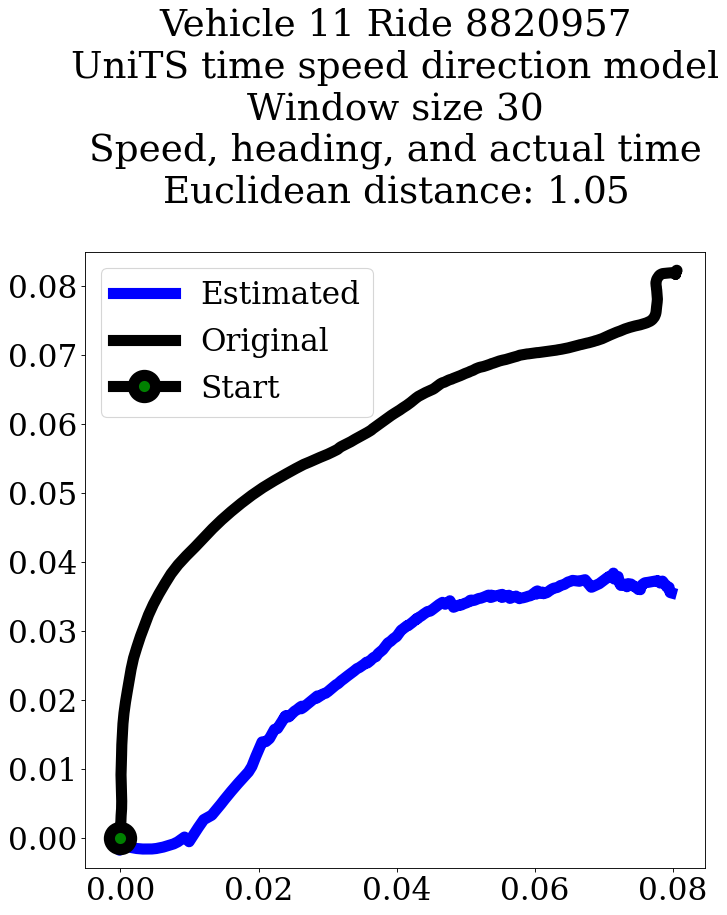 Vehicle 11 Ride 8820957
UniTS time speed direction model
Window size 30
Speed, heading, and actual time
Euclidean distance: 1.05
Estimated
Original
Start
0.08
0.07
0.06
0.05
0.04
0.03
0.02
0.01
0.00
0.00 0.02 0.04 0.06 0.08